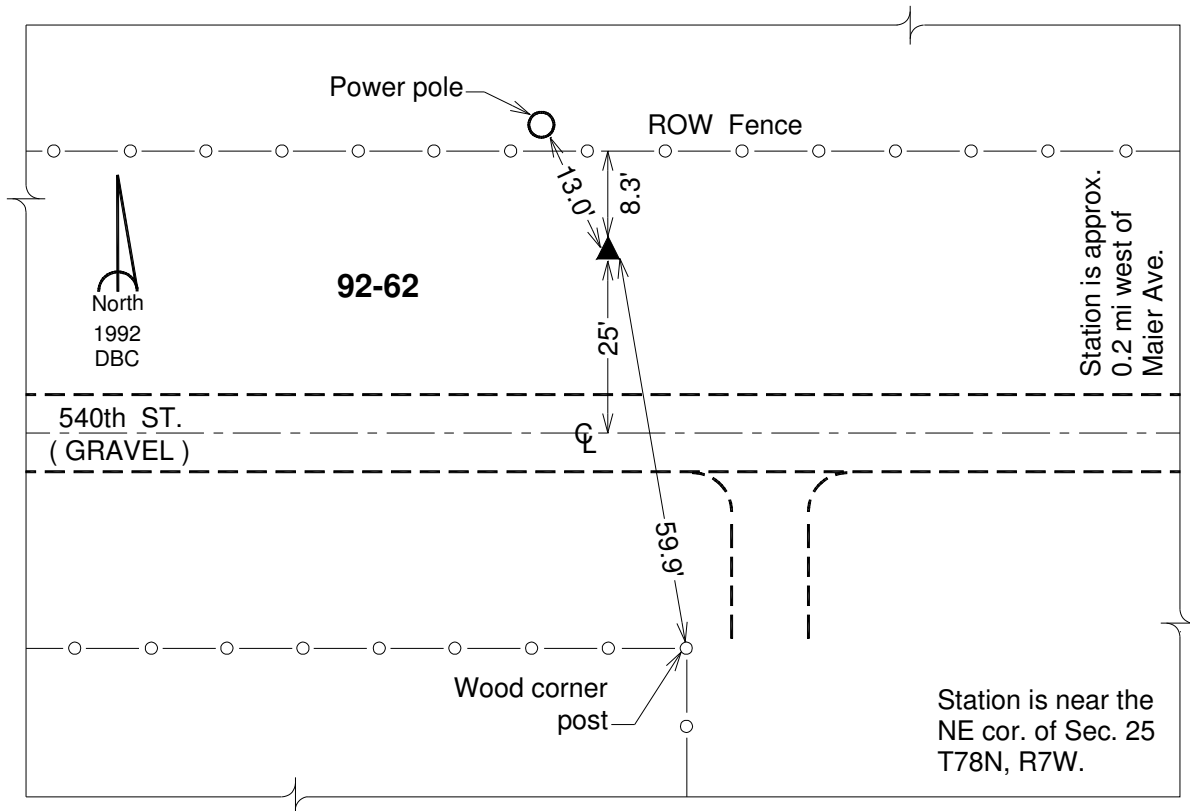 Power pole
ROW Fence
13.0'
8.3'
Station is approx.
0.2 mi west of
Maier Ave.
North
1992
DBC
92-62
25'
540th ST.
( GRAVEL )
CL
59.9'
Wood corner
post
Station is near the
NE cor. of Sec. 25
T78N, R7W.